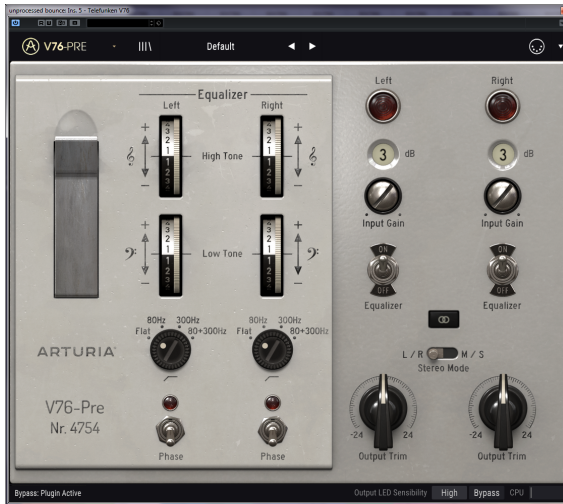 unprocessed bounce: Ins. 5 - Telefunken V76
V76-PRE
Default
Equalizer
Left Right
+ +
High Tone
- -
+ +
Low Tone
- -
80Hz 300Hz 80Hz 300Hz
Flat 80+300Hz Flat 80+300Hz
ARTURIA
V76-Pre
Nr. 4754
Phase Phase
Left Right
3 dB 3 dB
Input Gain Input Gain
ON ON
OFF OFF
Equalizer Equalizer
L / R M / S
Stereo Mode
-24 24 -24 24
Output Trim Output Trim
Bypass: Plugin Active
Output LED Sensibility High Bypass CPU